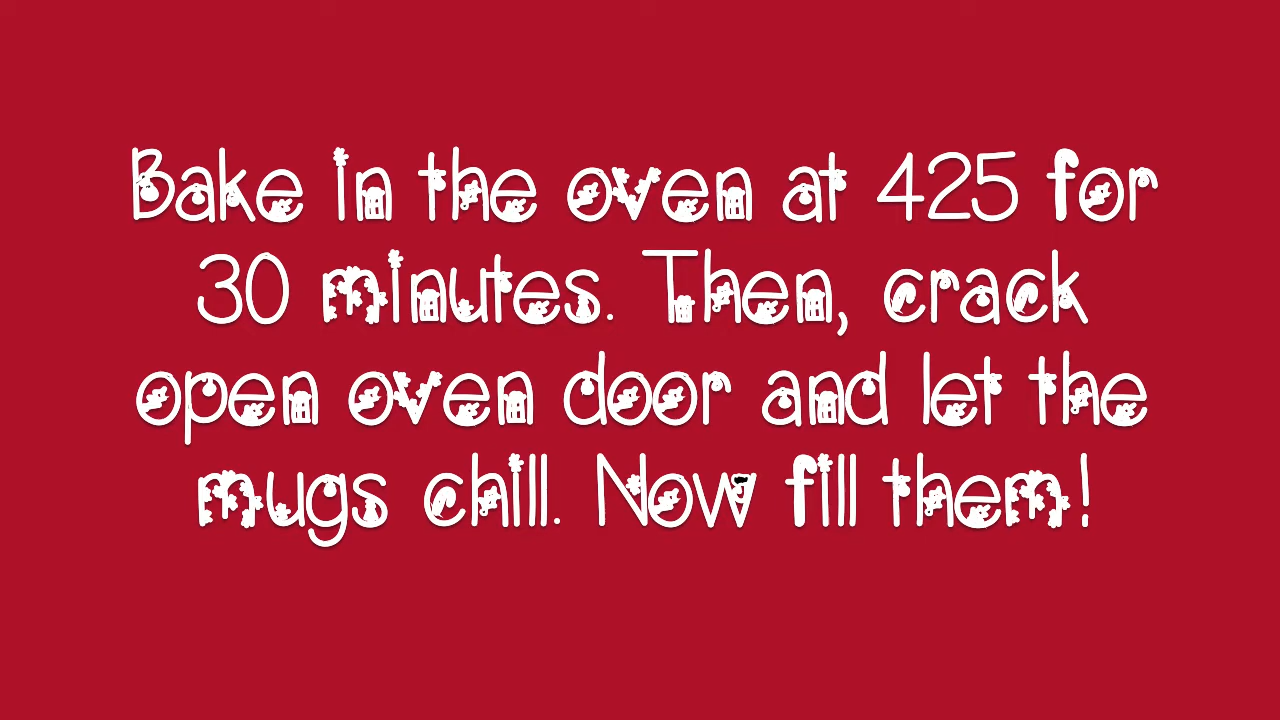 Bake in the oven at 425 for
30 minutes. Then, crack
open oven door and let the
mugs chill. Now fill them!